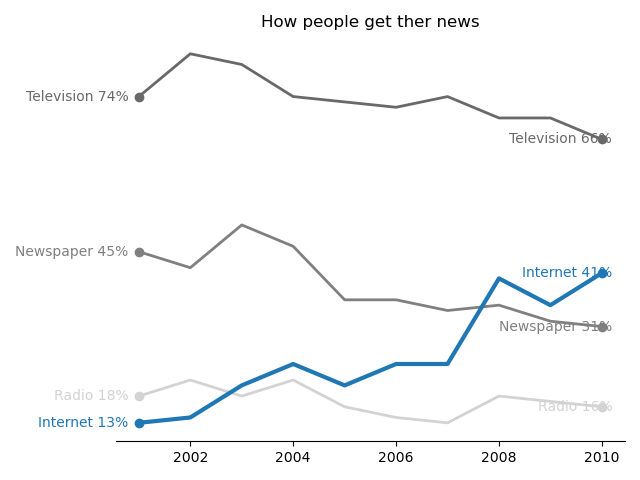 How people get ther news
Television 74%
Television 66%
Newspaper 45%
Internet 41%
Newspaper 31%
Radio 18%
Radio 16%
Internet 13%
2002 2004 2006 2008 2010